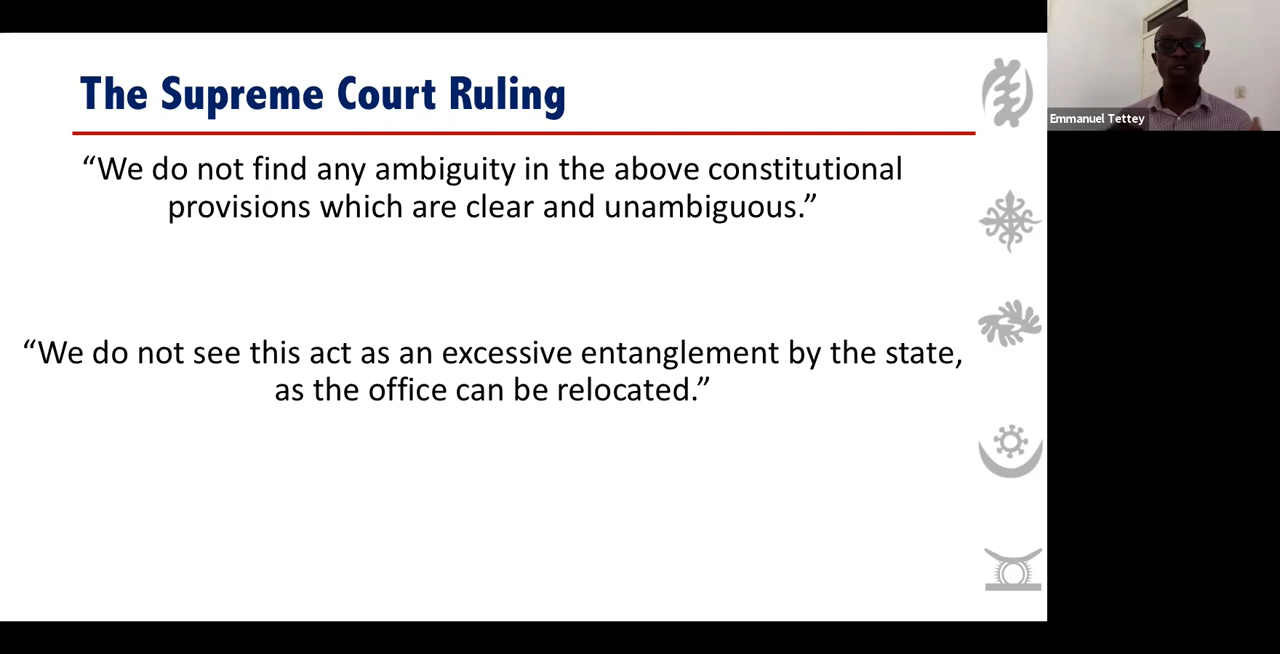 The Supreme Court Ruling
“We do not find any ambiguity in the above constitutional
provisions which are clear and unambiguous.”
“We do not see this act as an excessive entanglement by the state,
as the office can be relocated.”
Emmanuel Tettey